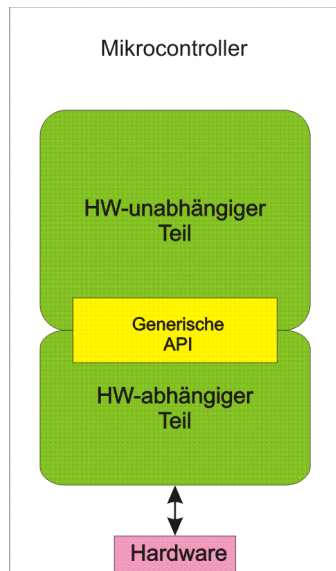 Mikrocontroller
HW-unabhängiger
Teil
Generische
API
HW-abhängiger
Teil
Hardware